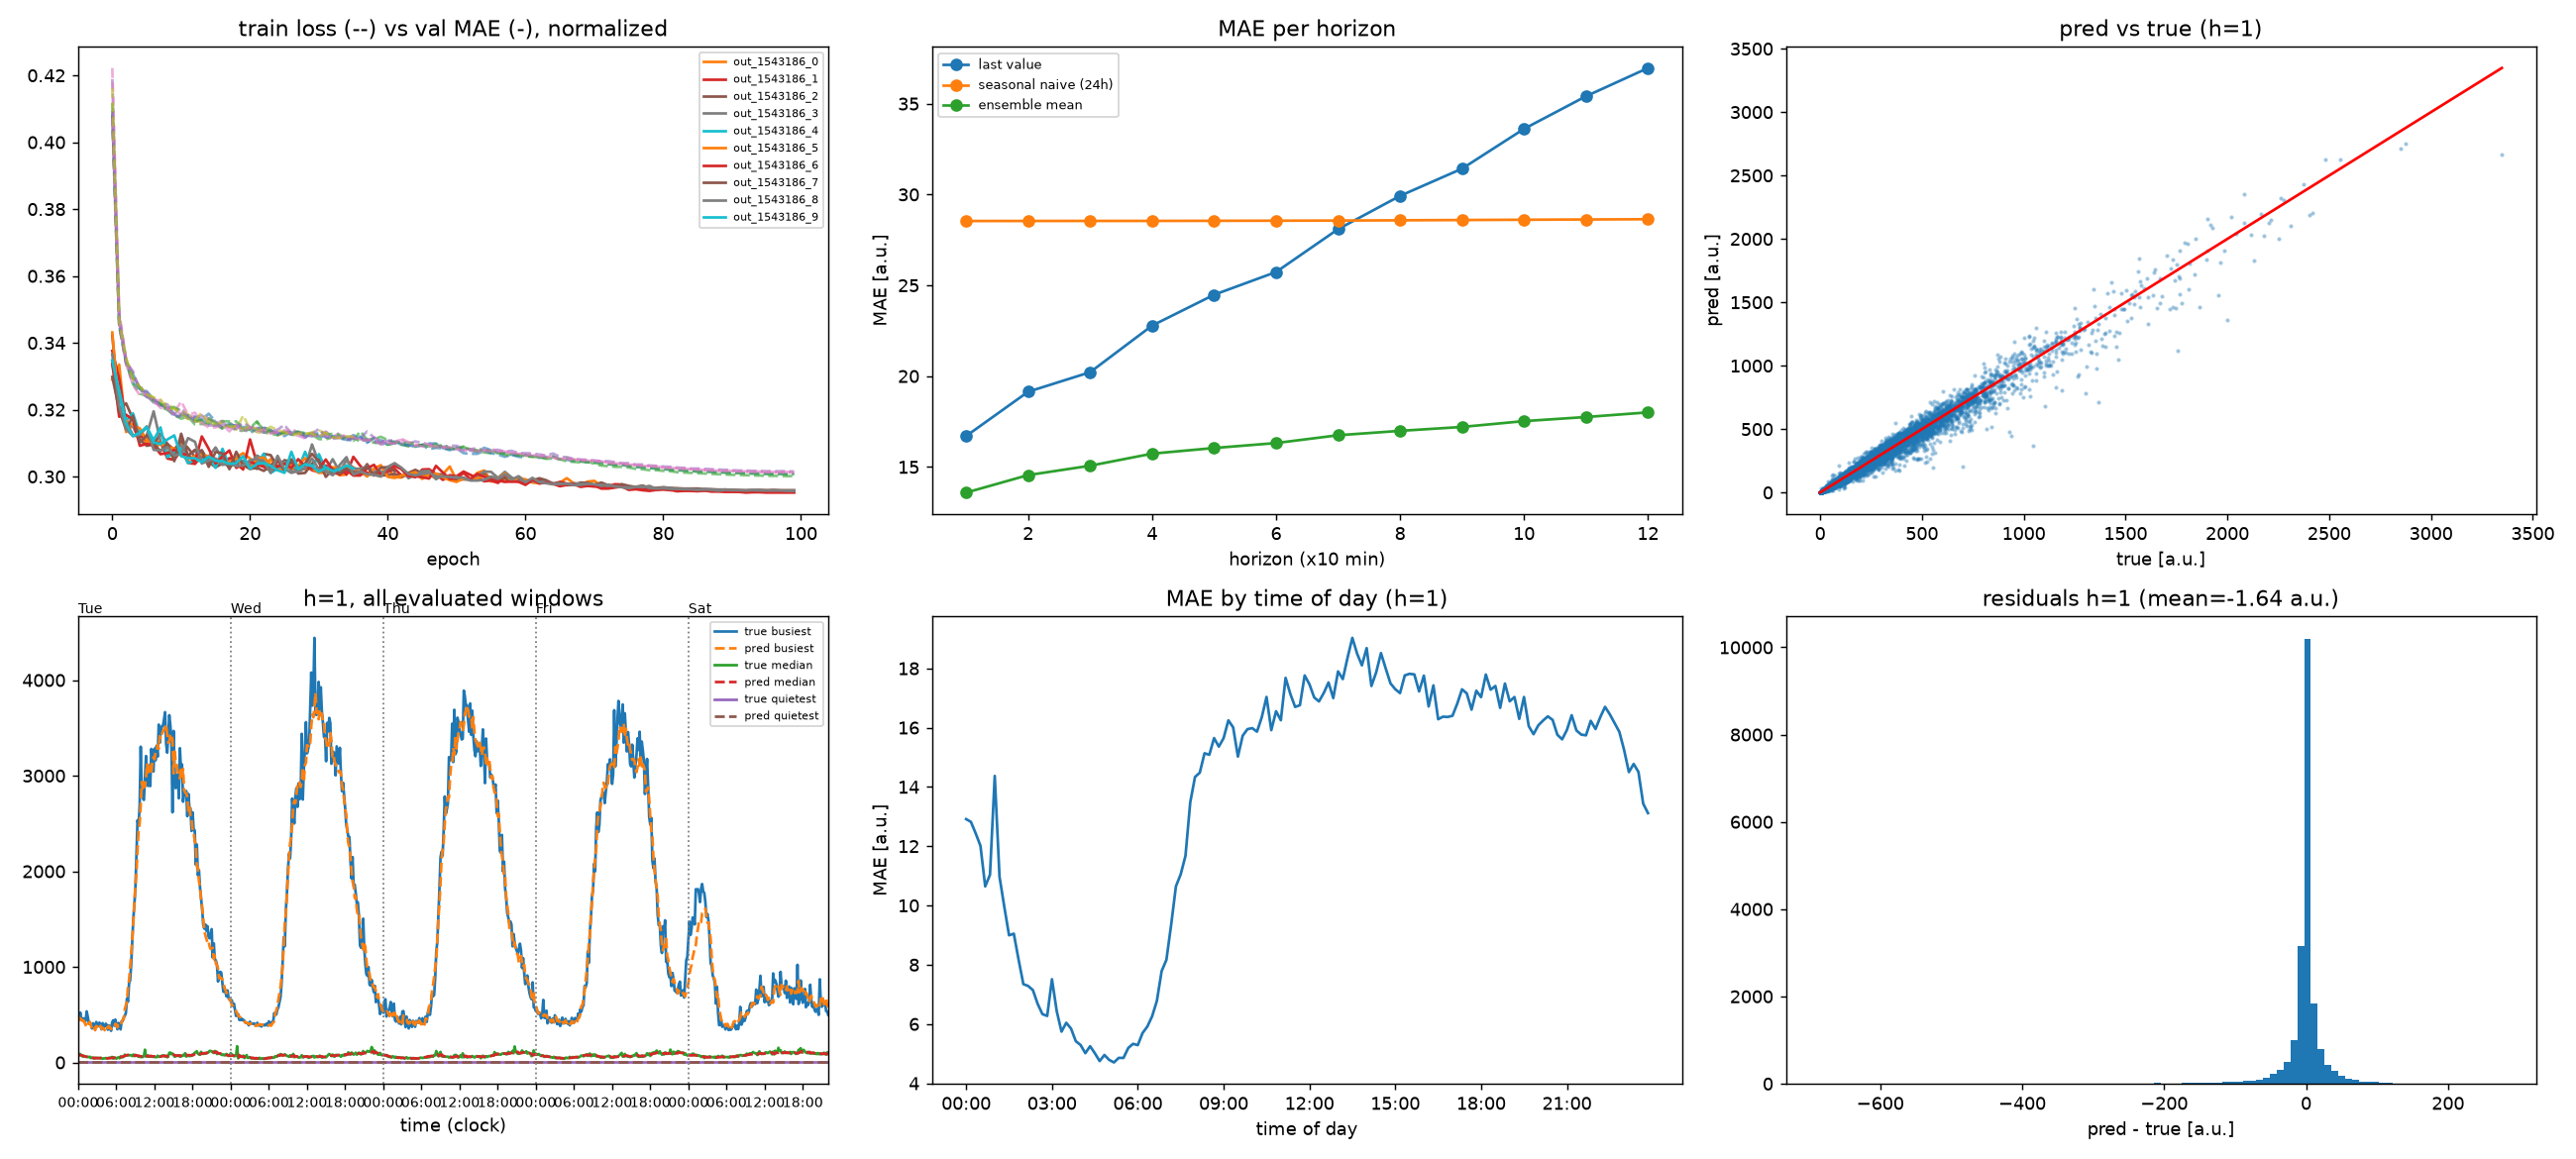 train loss (--) vs val MAE (-), normalized
0.42
0.40
0.38
0.36
0.34
0.32
0.30
0 20 40 60 80 100
epoch
out_1543186_0
out_1543186_1
out_1543186_2
out_1543186_3
out_1543186_4
out_1543186_5
out_1543186_6
out_1543186_7
out_1543186_8
out_1543186_9
MAE per horizon
MAE [a.u.]
35
30
25
20
15
2 4 6 8 10 12
horizon (x10 min)
last value
seasonal naive (24h)
ensemble mean
pred vs true (h=1)
pred [a.u.]
3500
3000
2500
2000
1500
1000
500
0
0 500 1000 1500 2000 2500 3000 3500
true [a.u.]
h=1, all evaluated windows
Tue Wed Thu Fri Sat
4000
3000
2000
1000
0
00:00 06:00 12:00 18:00 00:00 06:00 12:00 18:00 00:00 06:00 12:00 18:00 00:00 06:00 12:00 18:00 00:00 06:00 12:00 18:00
time (clock)
true busiest
pred busiest
true median
pred median
true quietest
pred quietest
MAE by time of day (h=1)
MAE [a.u.]
18
16
14
12
10
8
6
4
00:00 03:00 06:00 09:00 12:00 15:00 18:00 21:00
time of day
residuals h=1 (mean=-1.64 a.u.)
10000
8000
6000
4000
2000
0
−600 −400 −200 0 200
pred - true [a.u.]